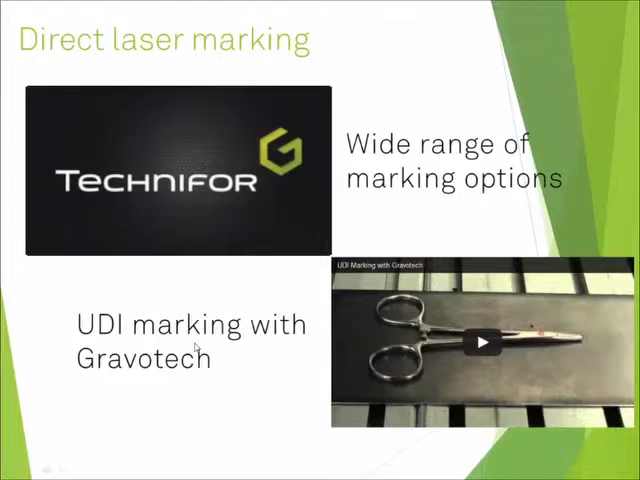 Direct laser marking
TECHNIFOR
Wide range of
marking options
UDI Marking with Gravotech
UDI marking with
Gravotech